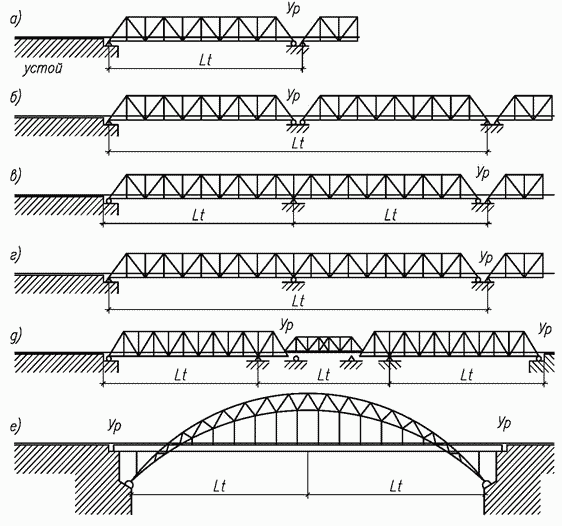 а) Ур
Lt
устой
б) Ур
Lt
в) Ур
Lt Lt
г) Ур
Lt
д) Ур Ур
Lt Lt Lt
е) Ур Ур
Lt Lt